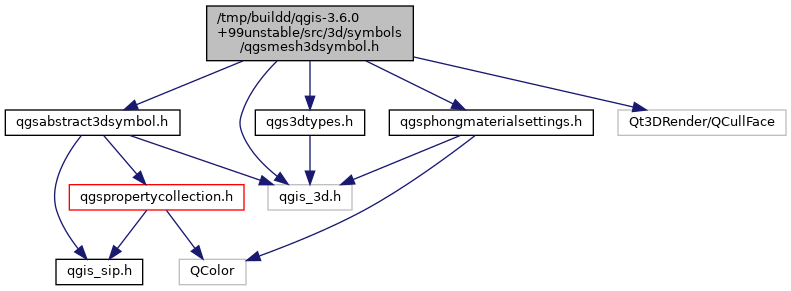 /tmp/buildd/qgis-3.6.0
+99unstable/src/3d/symbols
/qgsmesh3dsymbol.h
qgsabstract3dsymbol.h
qgs3dtypes.h
qgsphongmaterialsettings.h
Qt3DRender/QCullFace
qgspropertycollection.h
qgis_3d.h
qgis_sip.h
QColor